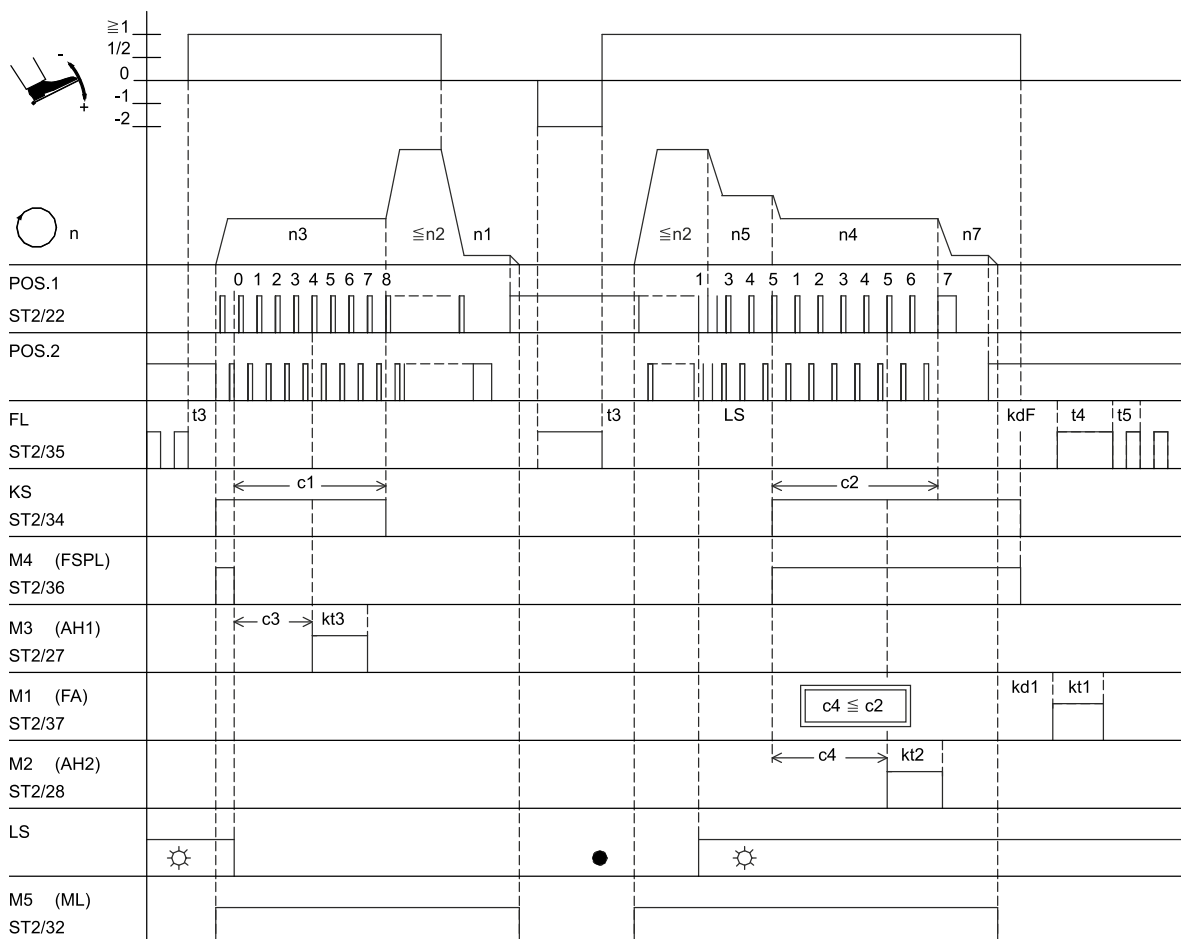 ≧1
1/2
0
-1
-2
-
+
n
n3
≦n2
n1
≦n2
n5
n4
n7
POS.1
0 1 2 3 4 5 6 7 8
1 3 4 5 1 2 3 4 5 6 7
ST2/22
POS.2
FL
t3
t3
LS
kdF
t4
t5
ST2/35
KS
c1
c2
ST2/34
M4 (FSPL)
ST2/36
M3 (AH1)
c3
kt3
ST2/27
M1 (FA)
c4 ≦ c2
kd1
kt1
ST2/37
M2 (AH2)
c4
kt2
ST2/28
LS
M5 (ML)
ST2/32